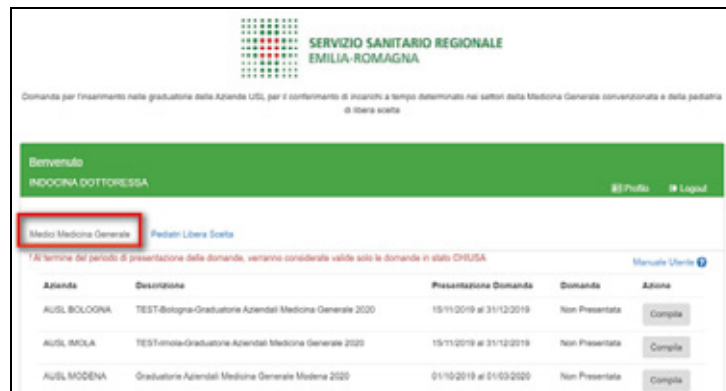 SERVIZIO SANITARIO REGIONALE
EMILIA-ROMAGNA
Domanda per l'inserimento nelle graduatorie delle Aziende USL per il conferimento di incarichi a tempo determinato nei settori della Medicina Generale convenzionata e della pediatria
di libera scelta
Benvenuto
INDOCINA DOTTORESSA
Profilo Logout
Medici Medicina Generale Pediatri Libera Scelta
* Al termine del periodo di presentazione delle domande, verranno considerate valide solo le domande in stato CHIUSA
Manuale Utente ?
Azienda Descrizione Presentazione Domanda Domanda Azione
AUSL BOLOGNA TEST-Bologna-Graduatorie Aziendali Medicina Generale 2020 15/11/2019 al 31/12/2019 Non Presentata Compila
AUSL IMOLA TEST-Imola-Graduatorie Aziendali Medicina Generale 2020 15/11/2019 al 31/12/2019 Non Presentata Compila
AUSL MODENA Graduatorie Aziendali Medicina Generale Modena 2020 01/10/2019 al 01/03/2020 Non Presentata Compila